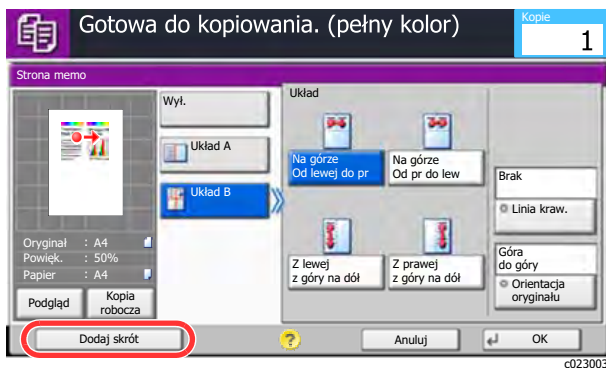 Gotowa do kopiowania. (pełny kolor)
Kopie
1
Strona memo
Oryginał : A4
Powięk. : 50%
Papier : A4
Podgląd
Kopia
robocza
Wył.
Układ A
Układ B
Układ
Na górze
Od lewej do pr
Na górze
Od pr do lew
Z lewej
z góry na dół
Z prawej
z góry na dół
Brak
Linia kraw.
Góra
do góry
Orientacja
oryginału
Dodaj skrót
?
Anuluj
OK
c023003